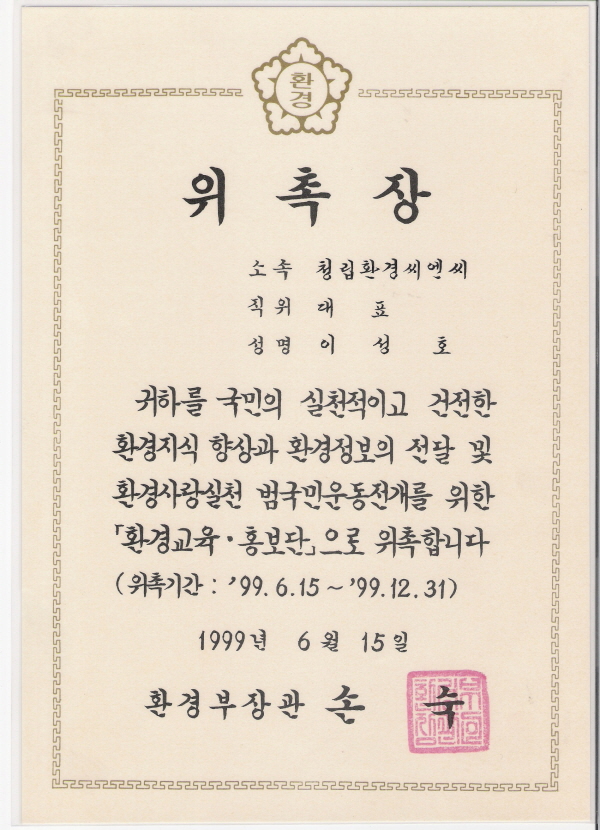 환경
위 촉 장
소속 청림환경씨엔씨
직위 대 표
성명 이 성 호
귀하를 국민의 실천적이고 건전한
환경지식 향상과 환경정보의 전달 및
환경사랑실천 범국민운동전개를 위한
「환경교육·홍보단」으로 위촉합니다
(위촉기간 : '99.6.15 ~ '99.12.31)
1999년 6월 15일
환경부장관 손 숙